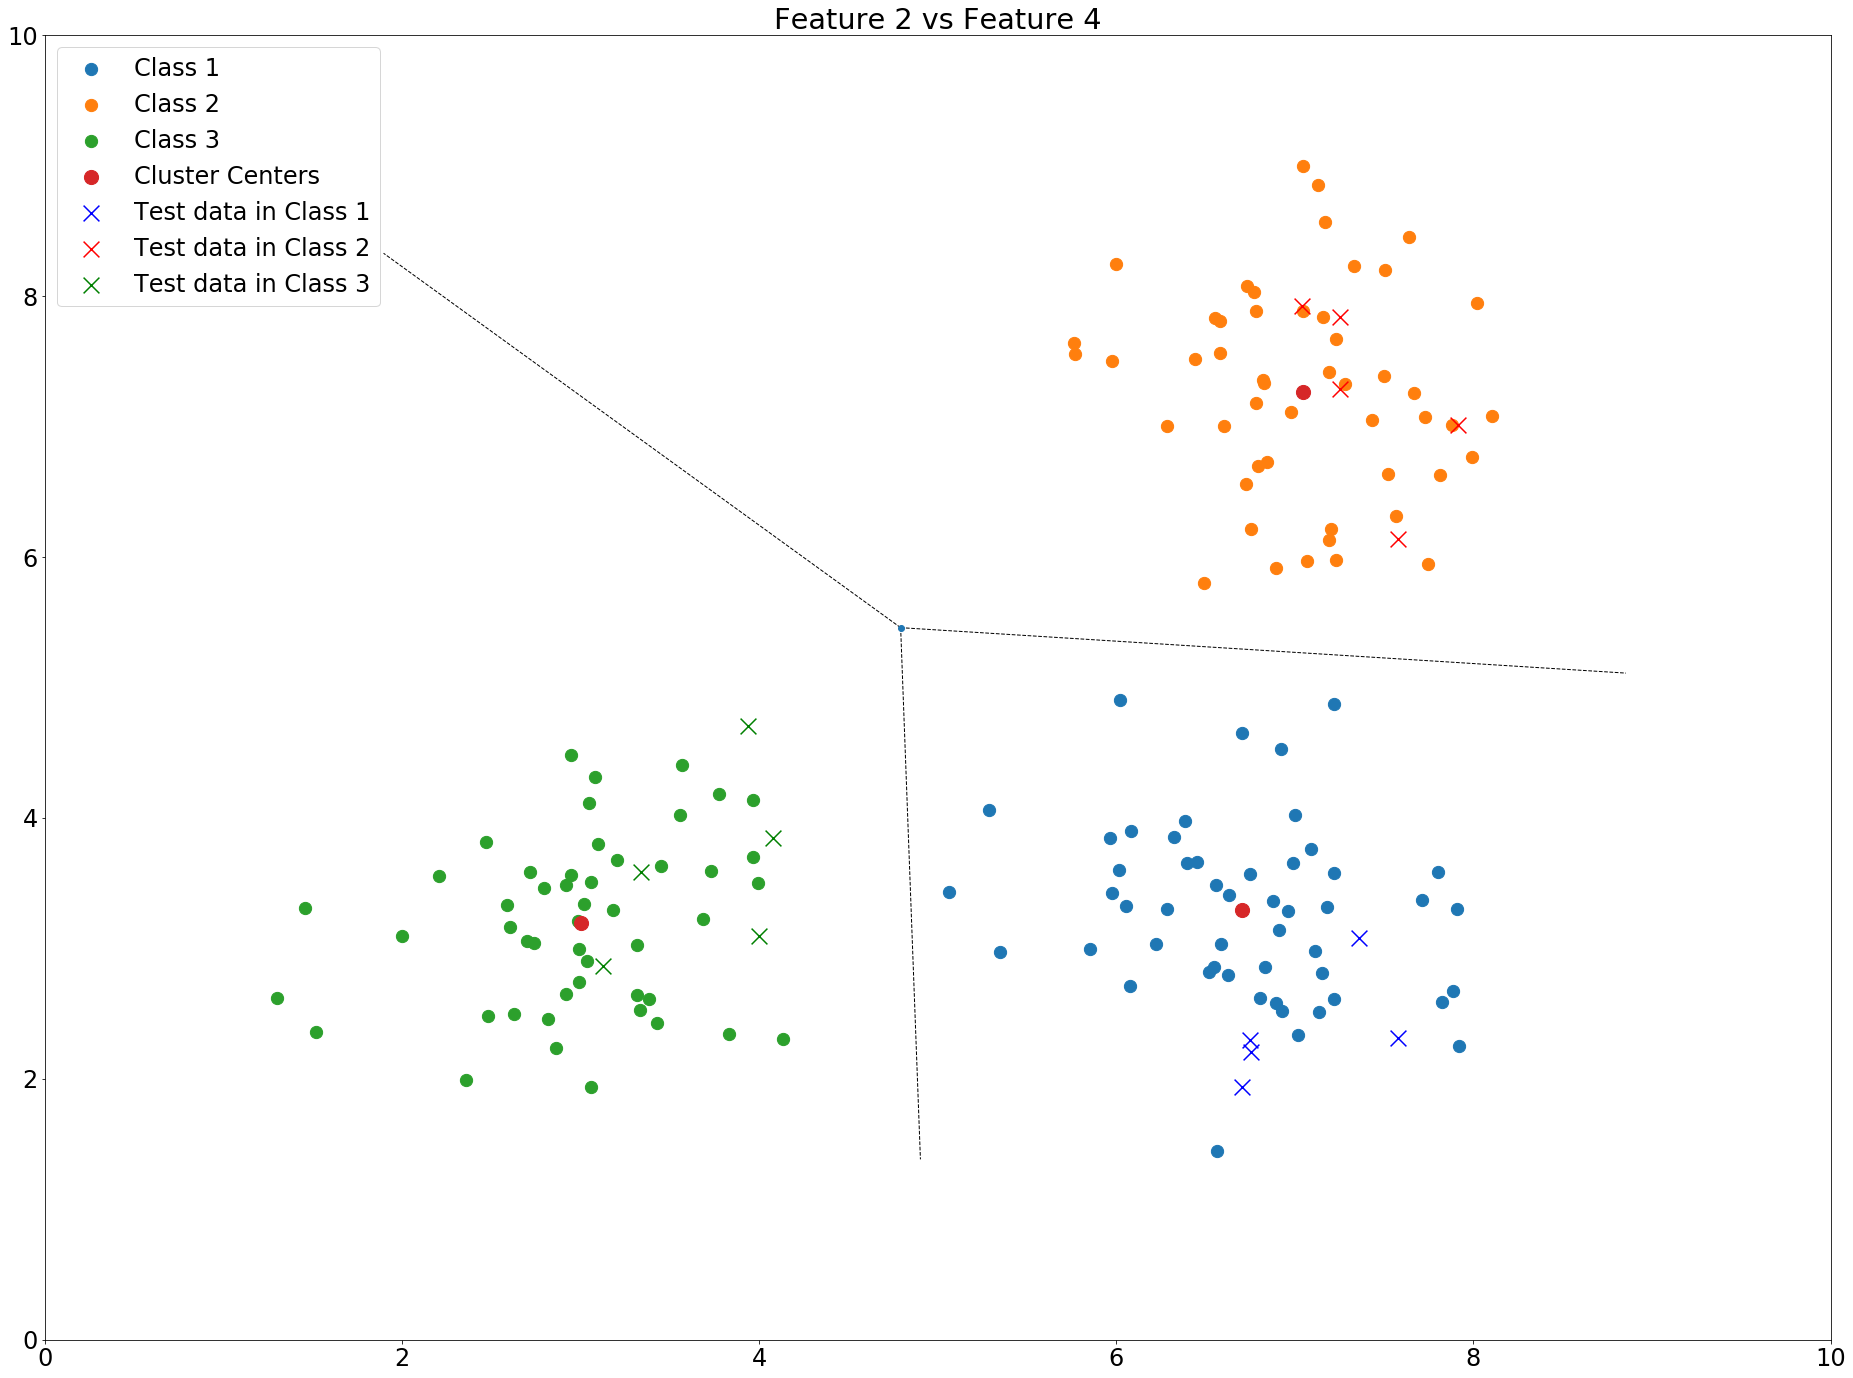 Feature 2 vs Feature 4
10
Class 1
Class 2
Class 3
Cluster Centers
Test data in Class 1
Test data in Class 2
Test data in Class 3
8
6
4
2
0
0 2 4 6 8 10